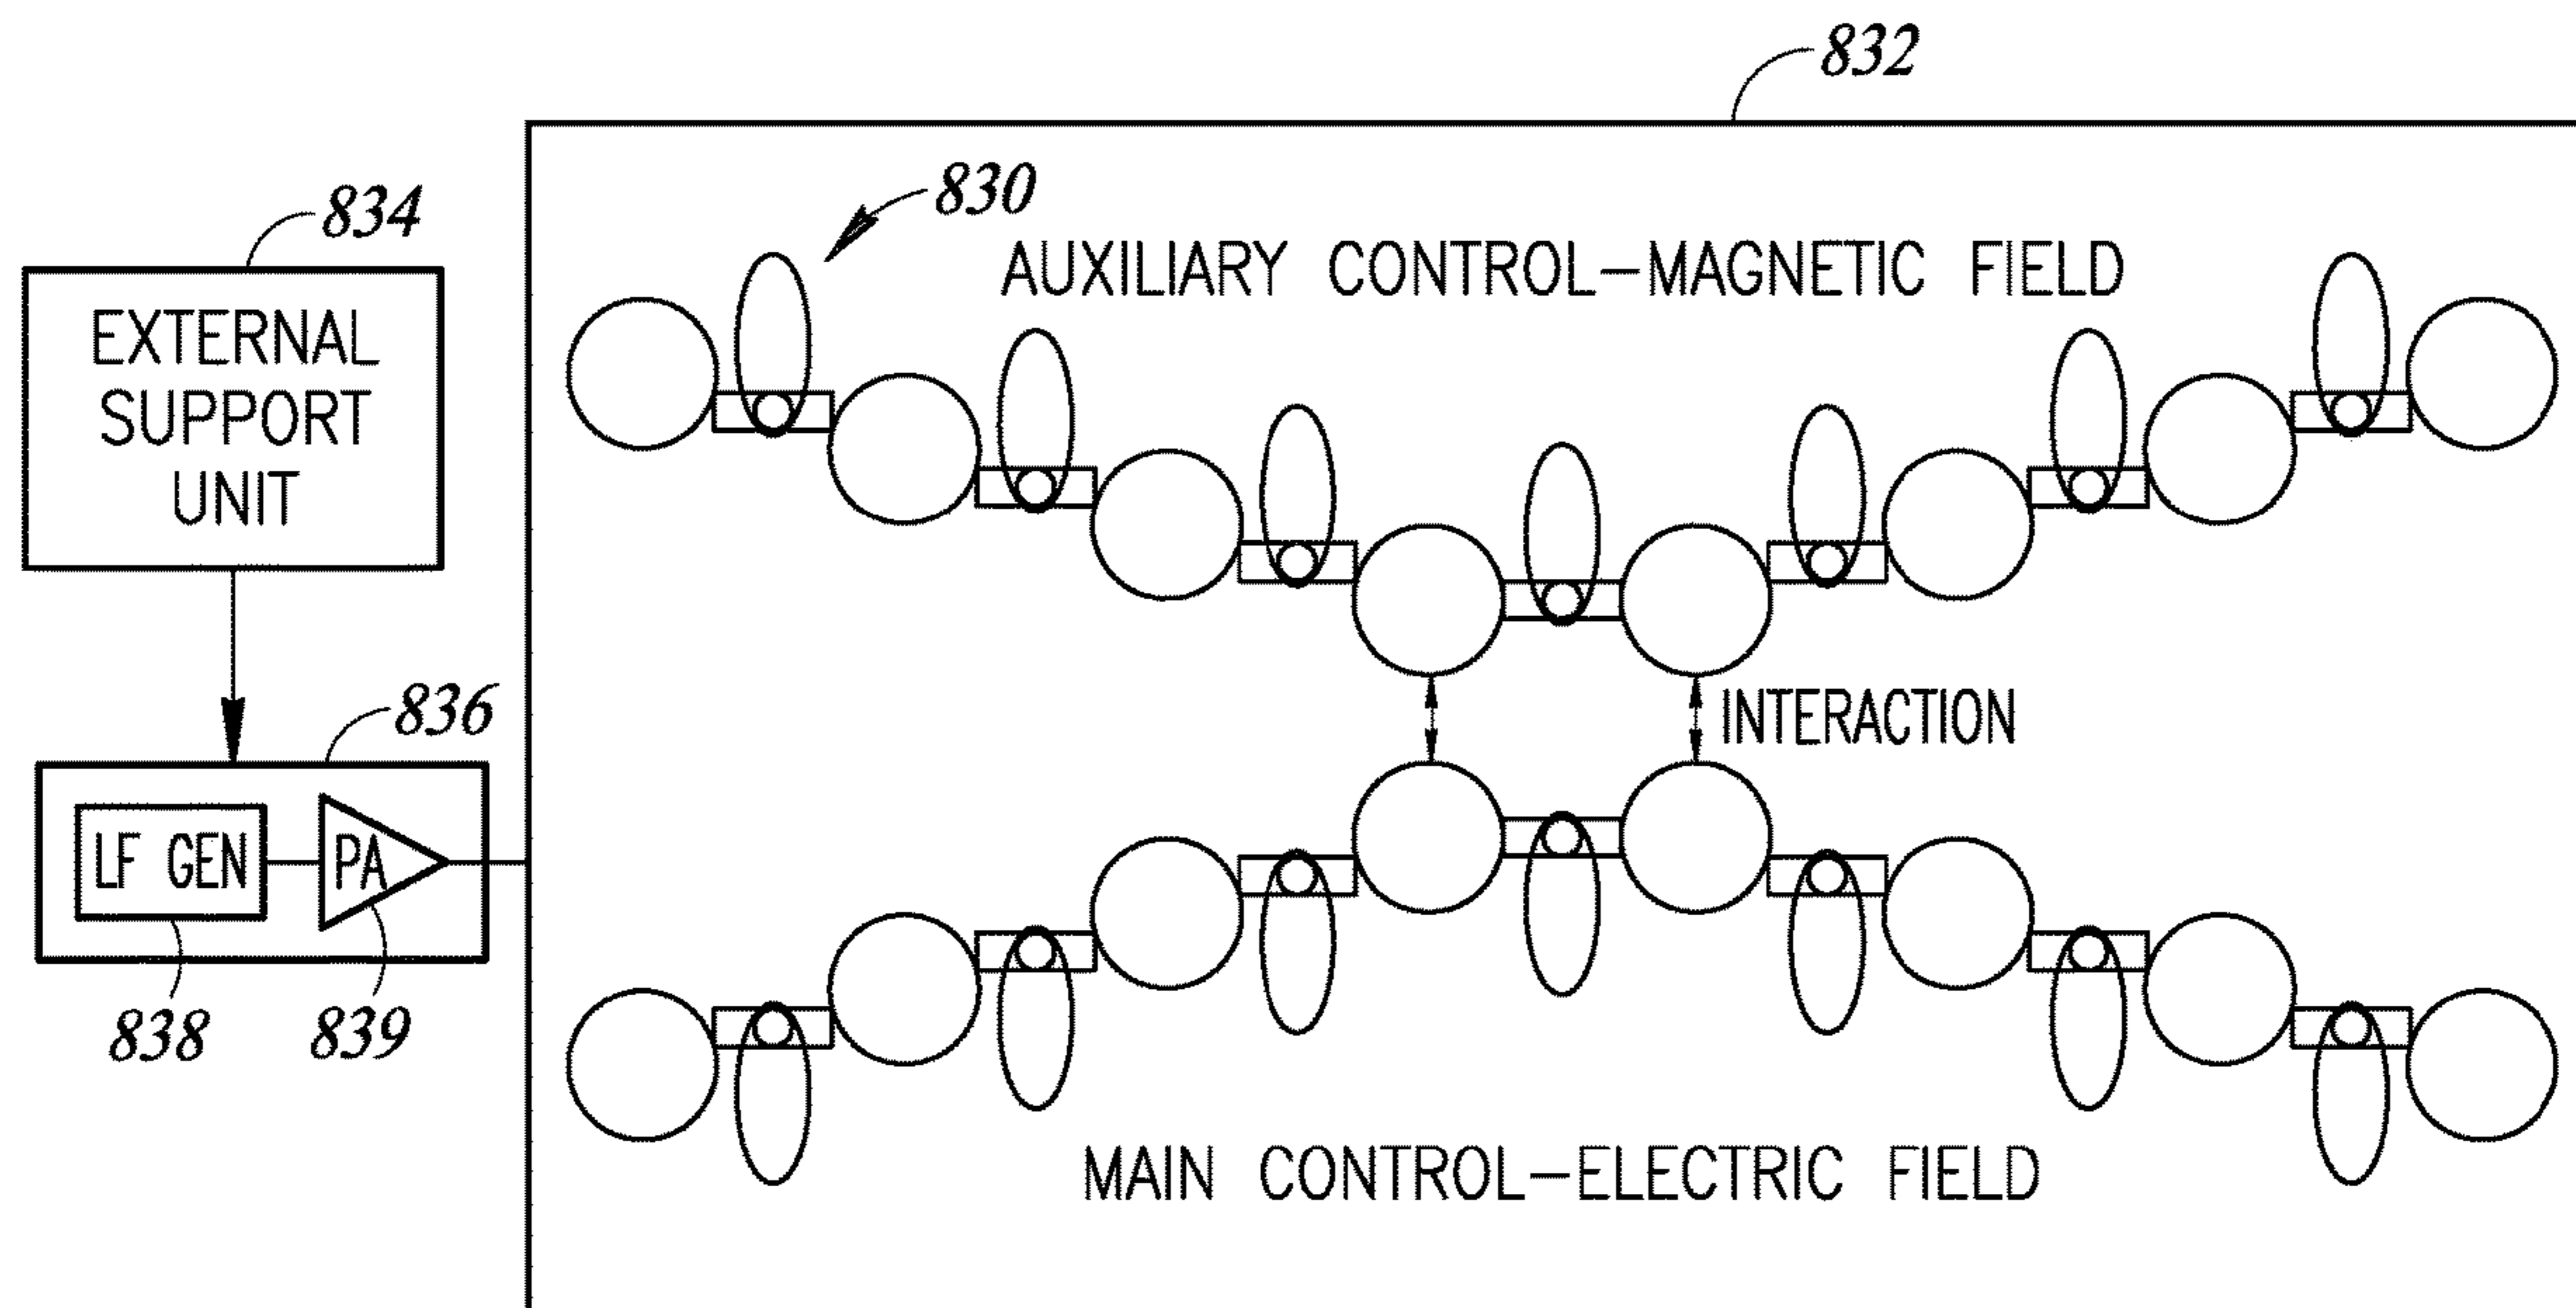 832
830
834
AUXILIARY CONTROL–MAGNETIC FIELD
EXTERNAL
SUPPORT
UNIT
836
INTERACTION
LF GEN
PA
838
839
MAIN CONTROL–ELECTRIC FIELD